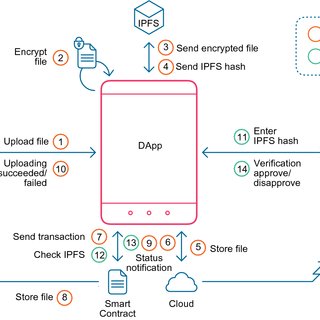 IPFS
Encrypt
file
2
3 Send encrypted file
4 Send IPFS hash
Upload file 1
DApp
11 Enter
IPFS hash
Uploading 10
succeeded/
failed
14 Verification
approve/
disapprove
Send transaction 7
13 9 6
5 Store file
Check IPFS 12
Status
notification
Store file 8
Smart
Contract
Cloud